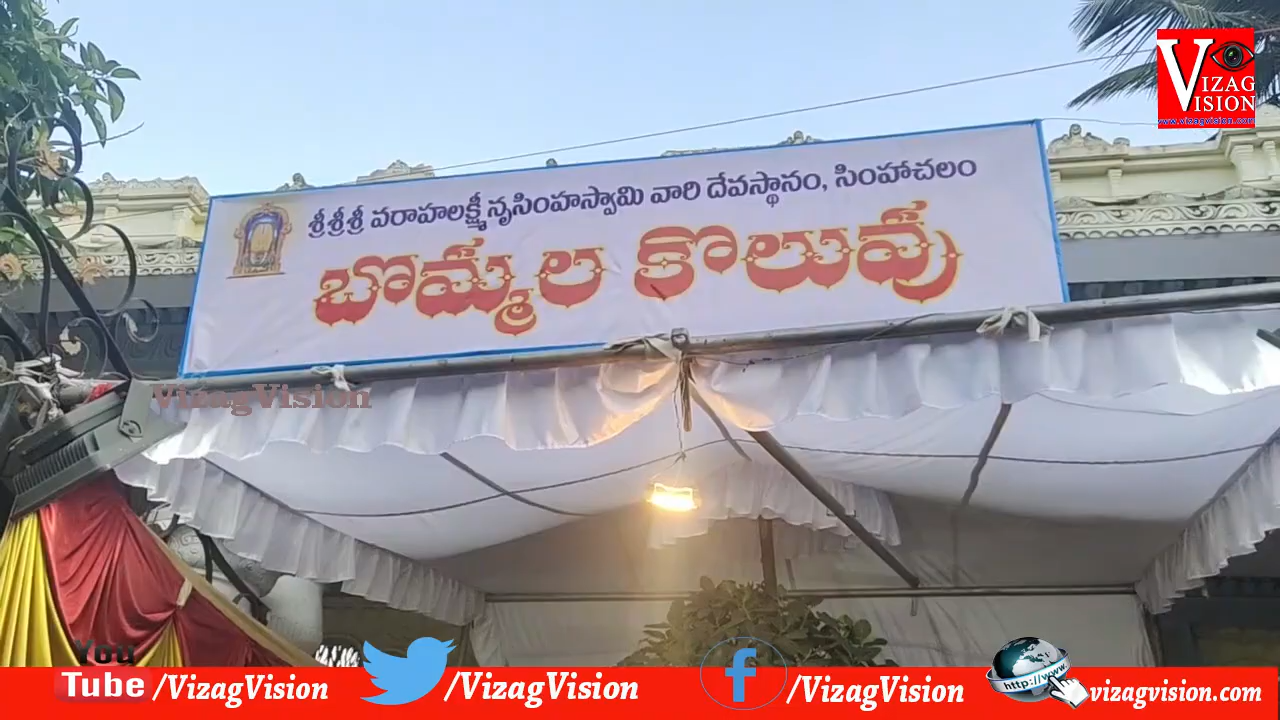 VIZAG
VISION
www.vizagvision.com
శ్రీశ్రీశ్రీ వరాహలక్ష్మీ నృసింహస్వామి వారి దేవస్థానం, సింహాచలం
బొమ్మల కొలువు
VizagVision
You
Tube /VizagVision
/VizagVision
/VizagVision
http://www.
vizagvision.com